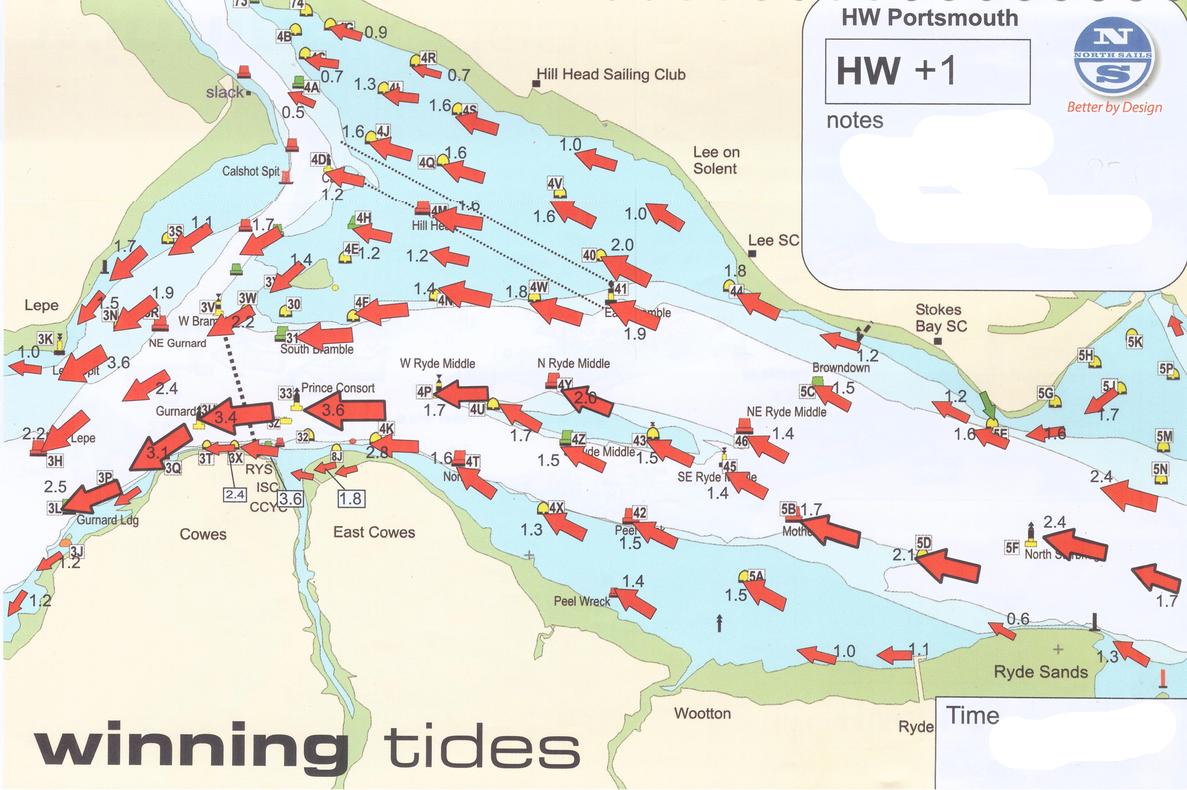 73
74
4B
4C
0.9
0.7
4R
0.7
slack
4A
0.5
4L
1.3
4S
1.6
Hill Head Sailing Club
HW Portsmouth
HW +1
NORTH SAILS
Better by Design
notes
4J
1.6
4Q
1.6
1.0
Lee on
Solent
4D
Calshot Spit
1.2
4V
1.6
1.0
4M
1.6
4H
1.2
4E
1.2
3S
1.1
1.7
1.7
40
2.0
Lee SC
1.4
1.8
44
1.9
1.5
3N
3V
3W
W Bram
2.2
30
4F
1.4
4N
1.8
4W
41
1.9
Lepe
3K
NE Gurnard
31
South Bramble
1.0
3.6
2.4
W Ryde Middle
N Ryde Middle
Prince Consort
33
3.6
4P
1.7
4Y
2.0
4U
1.7
Stokes
Bay SC
Browndown
1.2
5C
1.5
5K
5H
5P
5G
5J
1.7
1.2
1.6
5E
1.6
5M
5N
2.4
Gurnard
3U
3.4
3Z
32
4K
2.8
4Z
1.5
43
1.5
NE Ryde Middle
46
1.4
SE Ryde
45
1.4
2.2
Lepe
3H
3.1
3Q
3T
3X
RYS
ISC
CCYC
2.4
3.6
8J
1.8
1.6
4T
2.5
3P
3L
Gurnard Ldg
Cowes
East Cowes
4X
1.3
42
1.5
5B
1.7
5D
2.1
5F
2.4
1.7
3J
1.2
1.2
Peel Wreck
1.4
5A
1.5
0.6
1.0
1.1
1.3
Ryde Sands
Wootton
Ryde
Time
winning tides